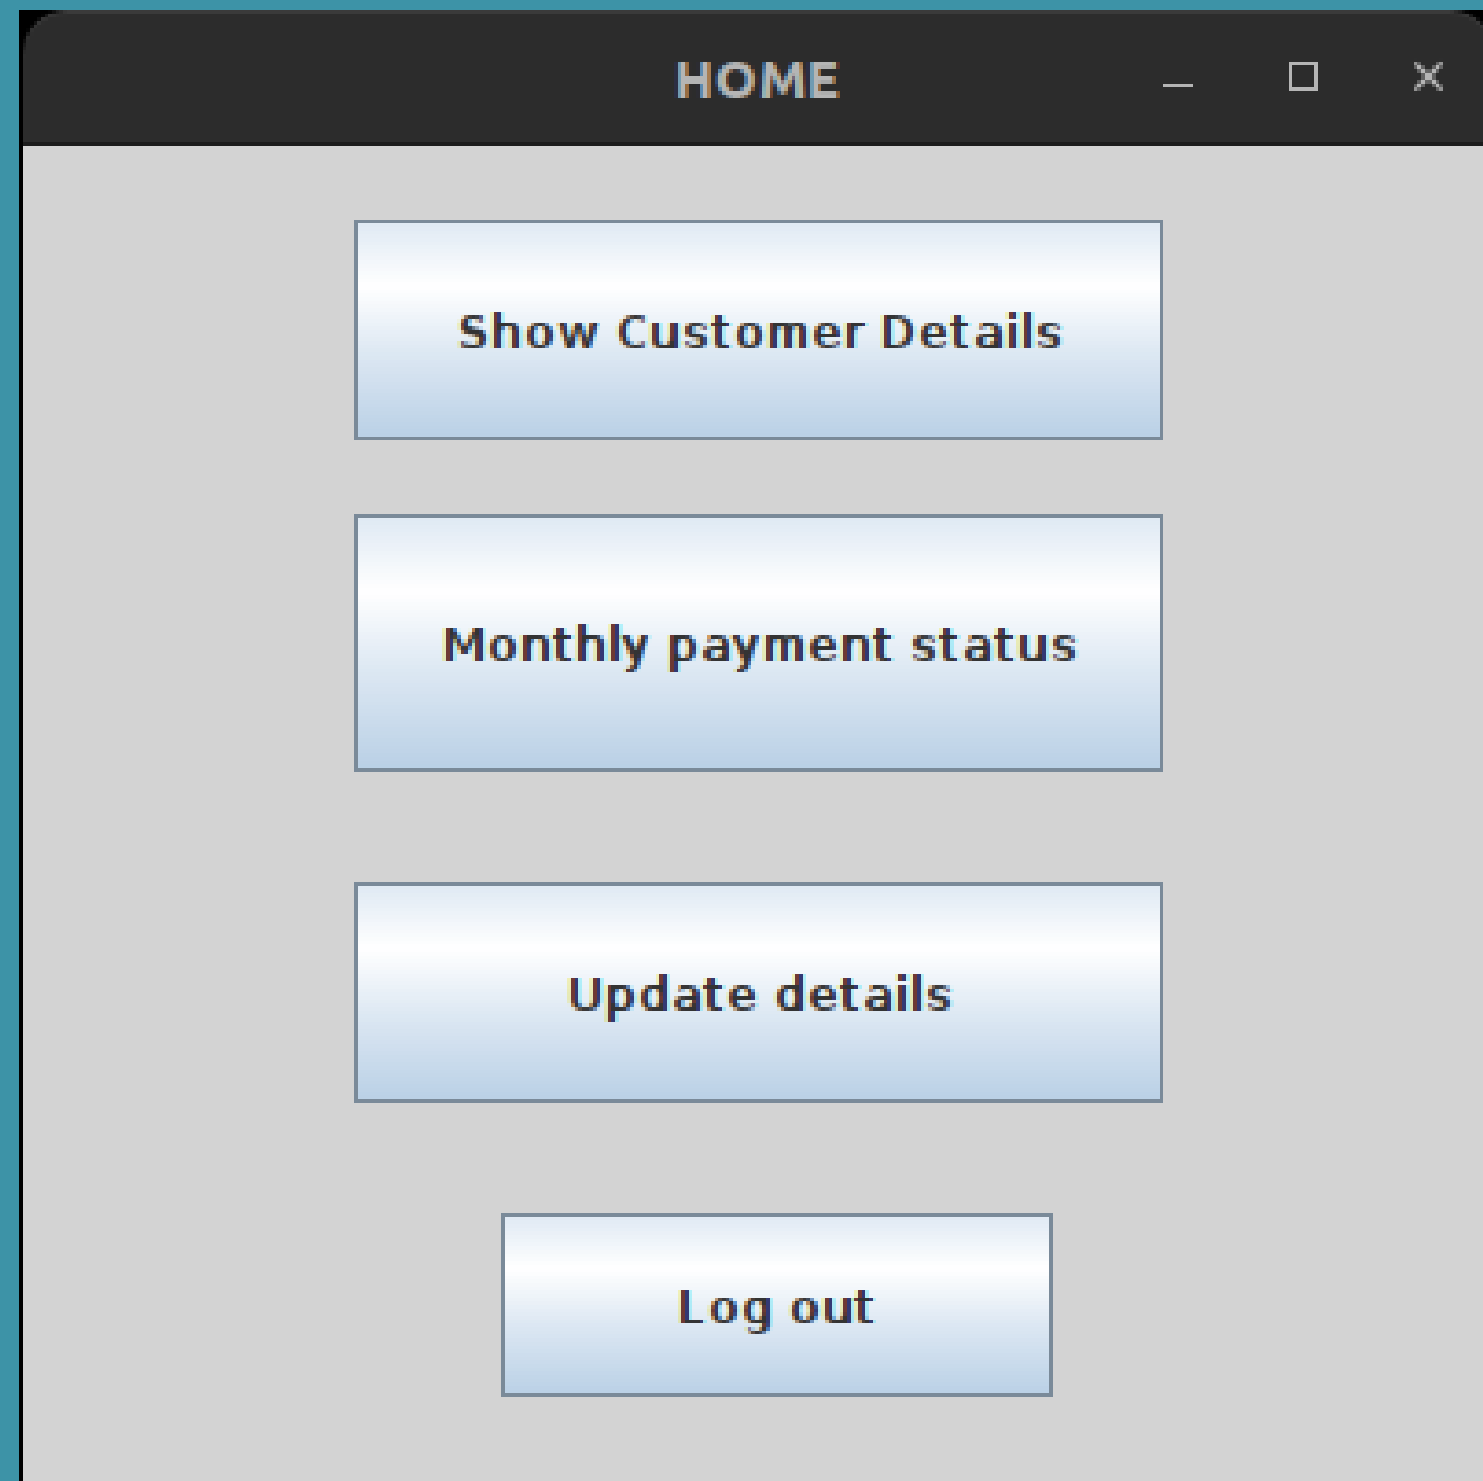 HOME
Show Customer Details
Monthly payment status
Update details
Log out